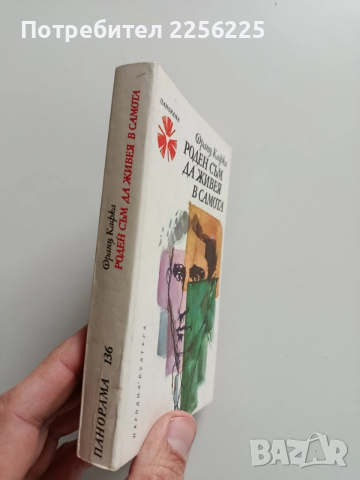 Потребител 2256225
ПАНОРАМА
Франц Кафка
РОДЕН СЪМ
ДА ЖИВЕЯ
В САМОТА
НАРОДНА КУЛТУРА
ПАНОРАМА 136
Франц Кафка
РОДЕН СЪМ ДА ЖИВЕЯ В САМОТА
BAZAR